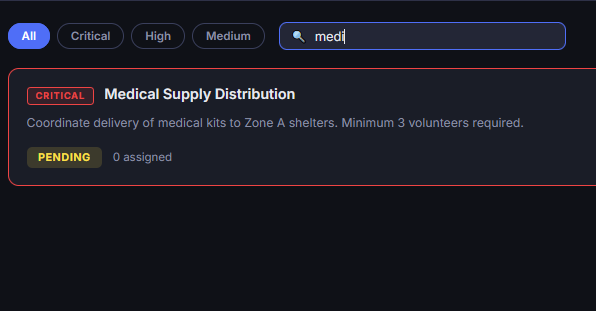 All Critical High Medium 🔍 medi
CRITICAL Medical Supply Distribution
Coordinate delivery of medical kits to Zone A shelters. Minimum 3 volunteers required.
PENDING 0 assigned